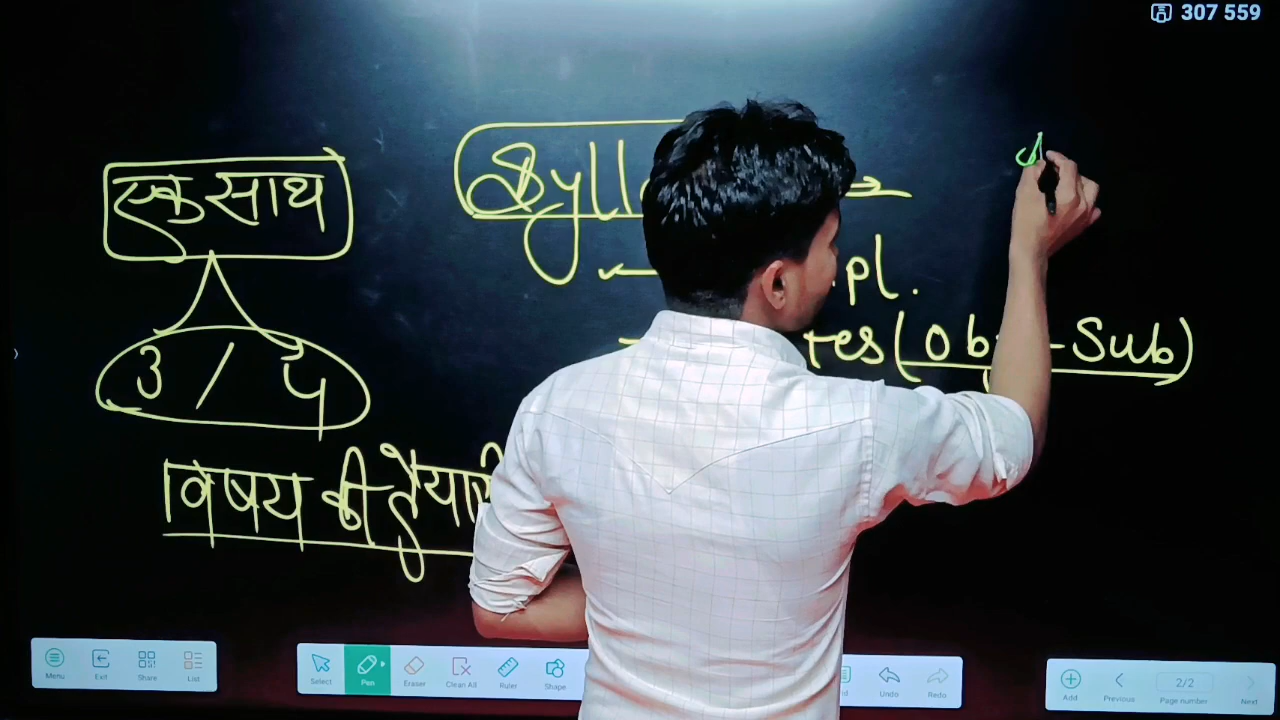 307 559
एक साथ
Syll
pl.
3 / 4
tes (Obj - Sub)
विषय की तैयारी
Menu Exit Share List
Select Pen Eraser Clean All Ruler Shape
Undo Redo
Add Previous 2/2 Page number Next